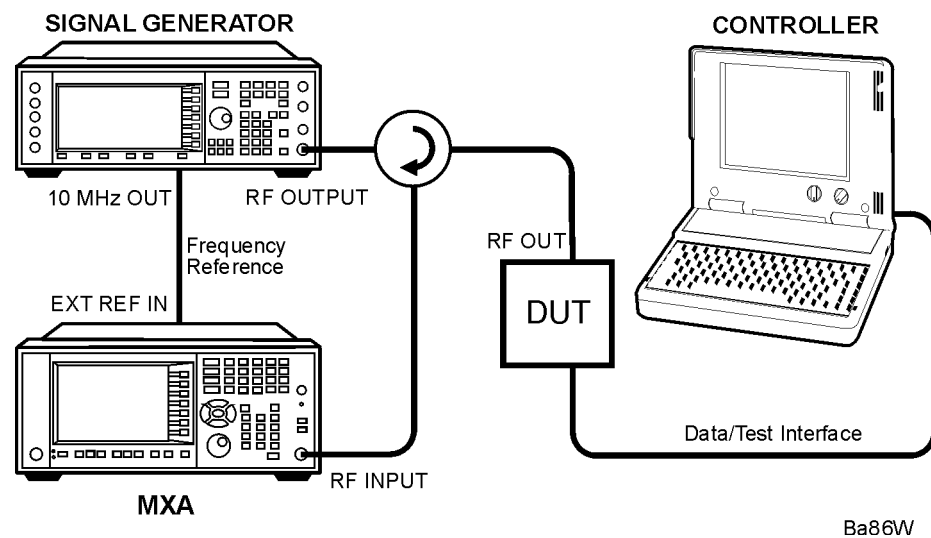 SIGNAL GENERATOR
CONTROLLER
10 MHz OUT
RF OUTPUT
Frequency
Reference
RF OUT
EXT REF IN
DUT
Data/Test Interface
RF INPUT
MXA
Ba86W